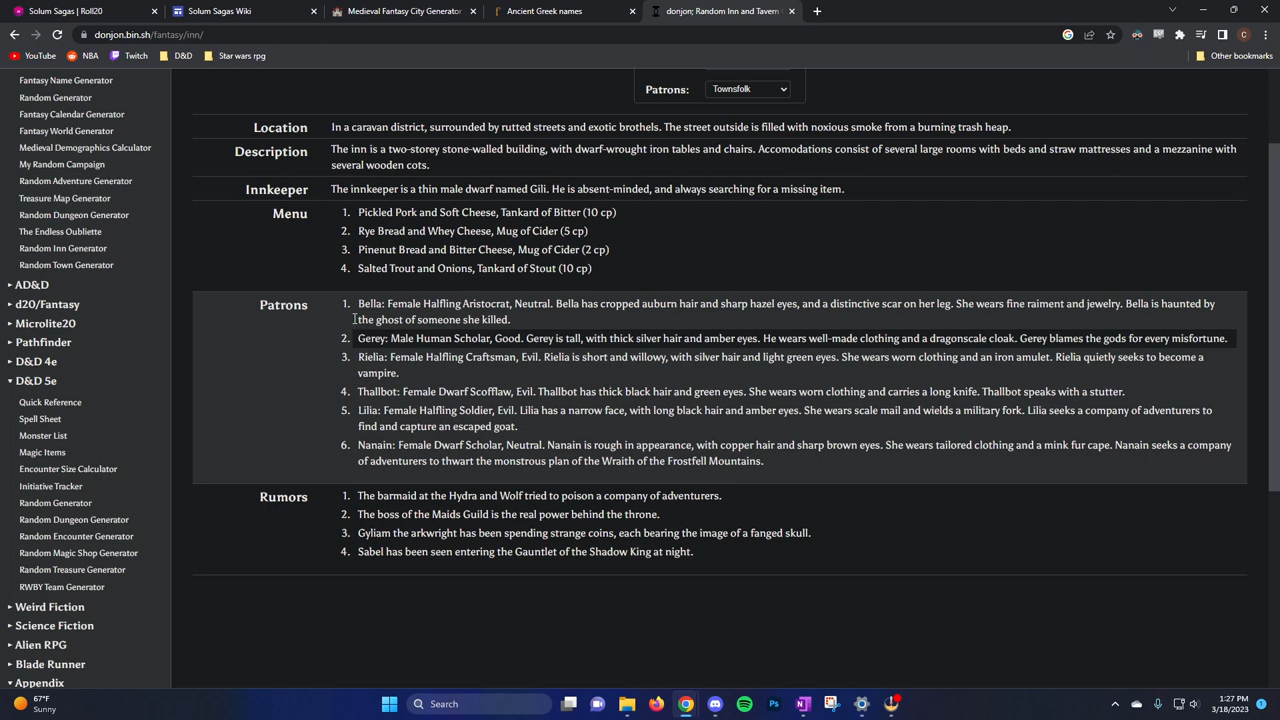 Solum Sagas | Roll20
Solum Sagas Wiki
Medieval Fantasy City Generator
Ancient Greek names
donjon; Random Inn and Tavern
donjon.bin.sh/fantasy/inn/
YouTube
NBA
Twitch
D&D
Star wars rpg
Other bookmarks
Fantasy Name Generator
Random Generator
Fantasy Calendar Generator
Fantasy World Generator
Medieval Demographics Calculator
My Random Campaign
Random Adventure Generator
Treasure Map Generator
Random Dungeon Generator
The Endless Oubliette
Random Inn Generator
Random Town Generator
AD&D
d20/Fantasy
Microlite20
Pathfinder
D&D 4e
D&D 5e
Quick Reference
Spell Sheet
Monster List
Magic Items
Encounter Size Calculator
Initiative Tracker
Random Generator
Random Dungeon Generator
Random Encounter Generator
Random Magic Shop Generator
Random Treasure Generator
RWBY Team Generator
Weird Fiction
Science Fiction
Alien RPG
Blade Runner
Appendix
Patrons: Townsfolk
Location In a caravan district, surrounded by rutted streets and exotic brothels. The street outside is filled with noxious smoke from a burning trash heap.
Description The inn is a two-storey stone-walled building, with dwarf-wrought iron tables and chairs. Accomodations consist of several large rooms with beds and straw mattresses and a mezzanine with
several wooden cots.
Innkeeper The innkeeper is a thin male dwarf named Gili. He is absent-minded, and always searching for a missing item.
Menu 1. Pickled Pork and Soft Cheese, Tankard of Bitter (10 cp)
2. Rye Bread and Whey Cheese, Mug of Cider (5 cp)
3. Pinenut Bread and Bitter Cheese, Mug of Cider (2 cp)
4. Salted Trout and Onions, Tankard of Stout (10 cp)
Patrons 1. Bella: Female Halfling Aristocrat, Neutral. Bella has cropped auburn hair and sharp hazel eyes, and a distinctive scar on her leg. She wears fine raiment and jewelry. Bella is haunted by
the ghost of someone she killed.
2. Gerey: Male Human Scholar, Good. Gerey is tall, with thick silver hair and amber eyes. He wears well-made clothing and a dragonscale cloak. Gerey blames the gods for every misfortune.
3. Rielia: Female Halfling Craftsman, Evil. Rielia is short and willowy, with silver hair and light green eyes. She wears worn clothing and an iron amulet. Rielia quietly seeks to become a
vampire.
4. Thallbot: Female Dwarf Scofflaw, Evil. Thallbot has thick black hair and green eyes. She wears worn clothing and carries a long knife. Thallbot speaks with a stutter.
5. Lilia: Female Halfling Soldier, Evil. Lilia has a narrow face, with long black hair and amber eyes. She wears scale mail and wields a military fork. Lilia seeks a company of adventurers to
find and capture an escaped goat.
6. Nanain: Female Dwarf Scholar, Neutral. Nanain is rough in appearance, with copper hair and sharp brown eyes. She wears tailored clothing and a mink fur cape. Nanain seeks a company
of adventurers to thwart the monstrous plan of the Wraith of the Frostfell Mountains.
Rumors 1. The barmaid at the Hydra and Wolf tried to poison a company of adventurers.
2. The boss of the Maids Guild is the real power behind the throne.
3. Gyliam the arkwright has been spending strange coins, each bearing the image of a fanged skull.
4. Sabel has been seen entering the Gauntlet of the Shadow King at night.
67°F
Sunny
Search
1:27 PM
3/18/2023